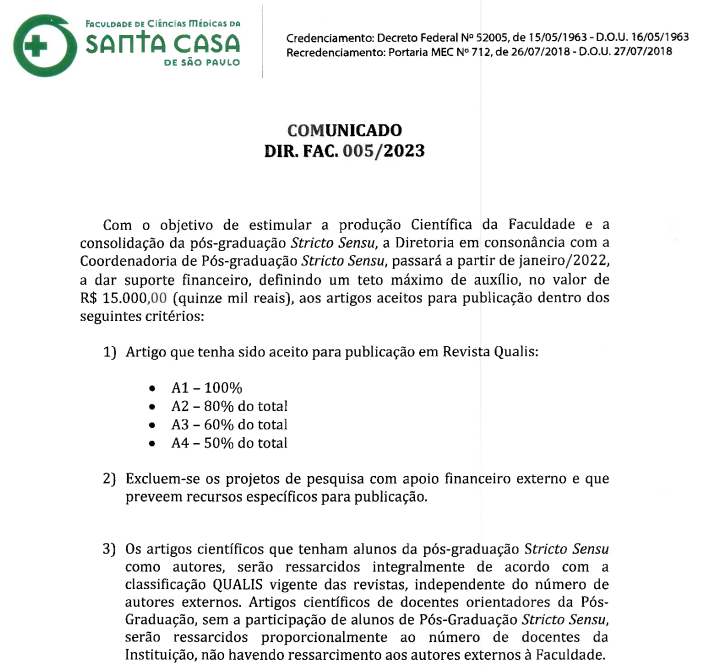 FACULDADE DE CIÊNCIAS MÉDICAS DA
SANTA CASA
DE SÃO PAULO
Credenciamento: Decreto Federal Nº 52005, de 15/05/1963 - D.O.U. 16/05/1963
Recredenciamento: Portaria MEC Nº 712, de 26/07/2018 - D.O.U. 27/07/2018
COMUNICADO
DIR. FAC. 005/2023
Com o objetivo de estimular a produção Científica da Faculdade e a
consolidação da pós-graduação Stricto Sensu, a Diretoria em consonância com a
Coordenadoria de Pós-graduação Stricto Sensu, passará a partir de janeiro/2022,
a dar suporte financeiro, definindo um teto máximo de auxílio, no valor de
R$ 15.000,00 (quinze mil reais), aos artigos aceitos para publicação dentro dos
seguintes critérios:
1) Artigo que tenha sido aceito para publicação em Revista Qualis:
• A1 – 100%
• A2 – 80% do total
• A3 – 60% do total
• A4 – 50% do total
2) Excluem-se os projetos de pesquisa com apoio financeiro externo e que
preveem recursos específicos para publicação.
3) Os artigos científicos que tenham alunos da pós-graduação Stricto Sensu
como autores, serão ressarcidos integralmente de acordo com a
classificação QUALIS vigente das revistas, independente do número de
autores externos. Artigos científicos de docentes orientadores da Pós-
Graduação, sem a participação de alunos de Pós-Graduação Stricto Sensu,
serão ressarcidos proporcionalmente ao número de docentes da
Instituição, não havendo ressarcimento aos autores externos à Faculdade.